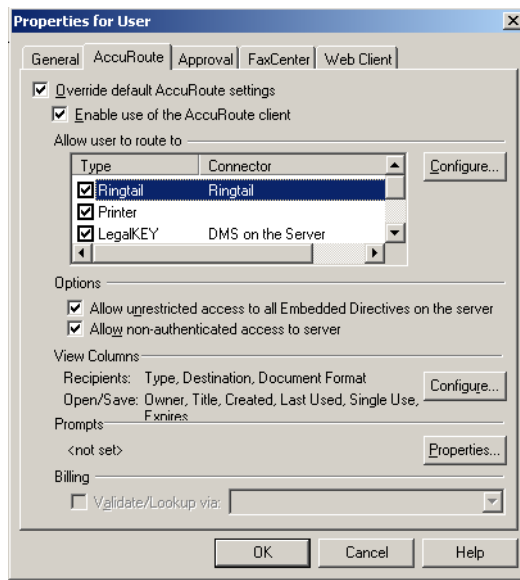 Properties for User
General AccuRoute Approval FaxCenter Web Client
Override default AccuRoute settings
Enable use of the AccuRoute client
Allow user to route to
Type Connector
Configure...
Ringtail Ringtail
Printer
LegalKEY DMS on the Server
Options
Allow unrestricted access to all Embedded Directives on the server
Allow non-authenticated access to server
View Columns
Recipients: Type, Destination, Document Format
Configure...
Open/Save: Owner, Title, Created, Last Used, Single Use,
Expires
Prompts
<not set>
Properties...
Billing
Validate/Lookup via:
OK Cancel Help